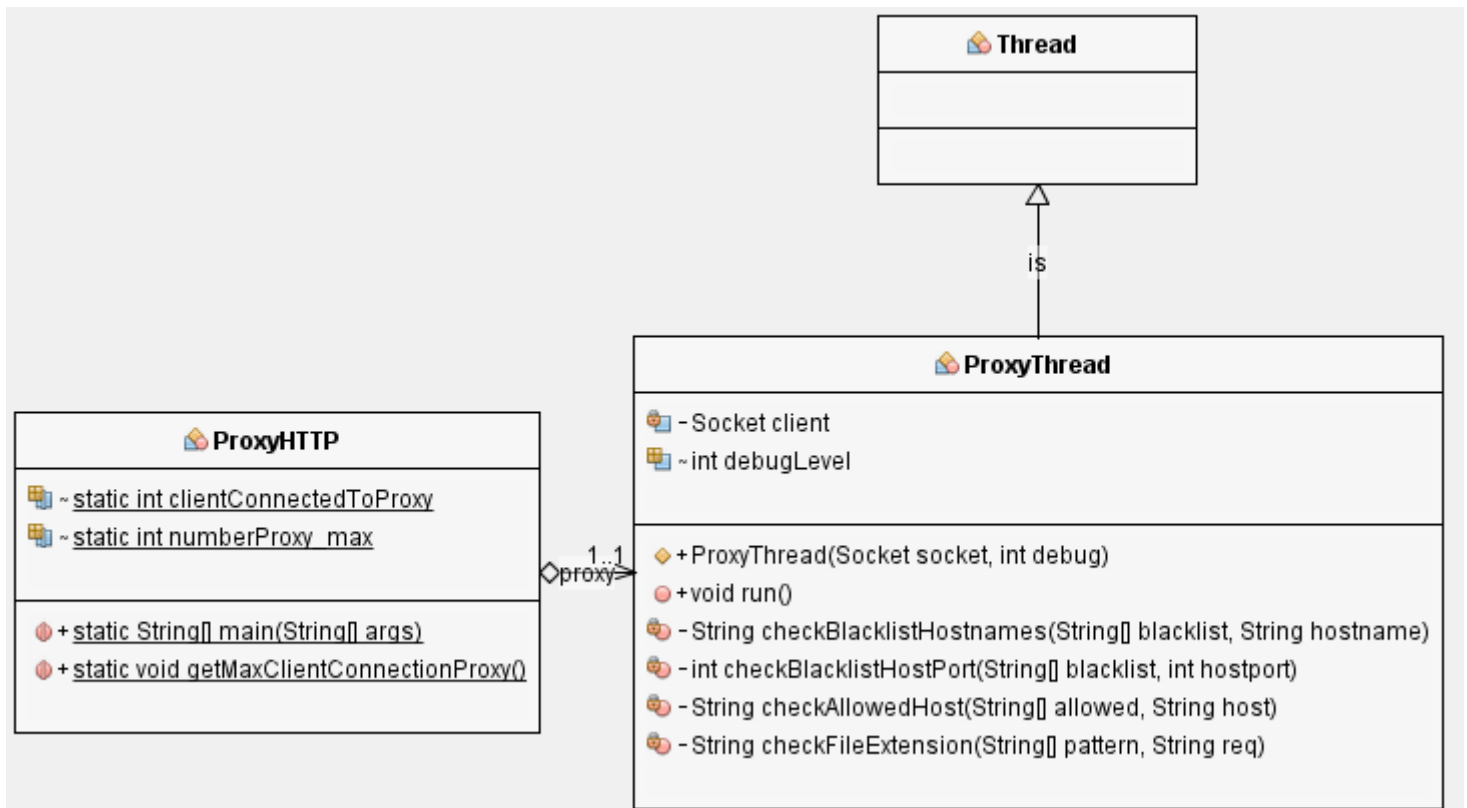 Thread
is
ProxyThread
- Socket client
~ int debugLevel
+ ProxyThread(Socket socket, int debug)
+ void run()
- String checkBlacklistHostnames(String[] blacklist, String hostname)
- int checkBlacklistHostPort(String[] blacklist, int hostport)
- String checkAllowedHost(String[] allowed, String host)
- String checkFileExtension(String[] pattern, String req)
ProxyHTTP
~ static int clientConnectedToProxy
~ static int numberProxy_max
+ static String[] main(String[] args)
+ static void getMaxClientConnectionProxy()
1..1
proxy